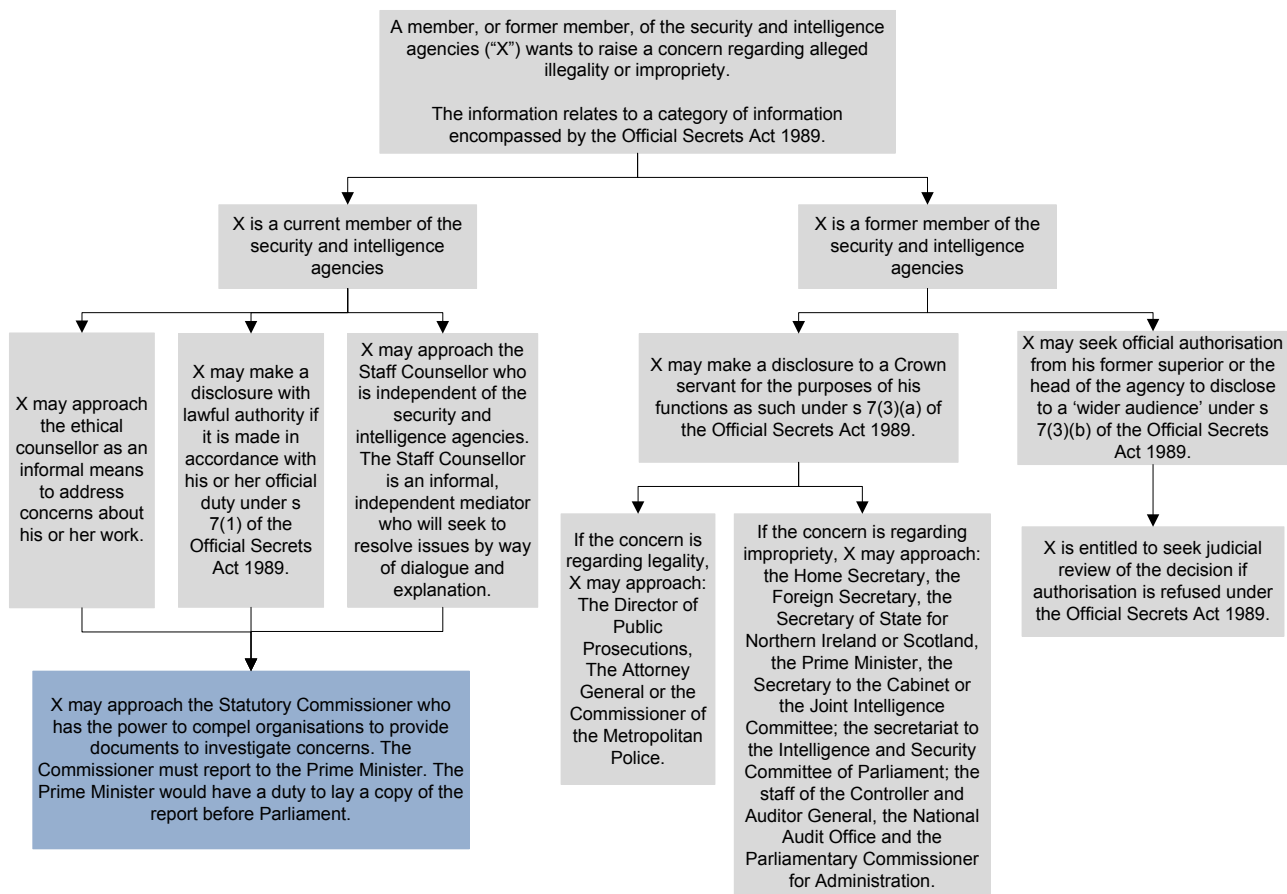 A member, or former member, of the security and intelligence
agencies (“X”) wants to raise a concern regarding alleged
illegality or impropriety.
The information relates to a category of information
encompassed by the Official Secrets Act 1989.
X is a current member of the
security and intelligence
agencies
X is a former member of the
security and intelligence
agencies
X may approach
the ethical
counsellor as an
informal means
to address
concerns about
his or her work.
X may make a
disclosure with
lawful authority if
it is made in
accordance with
his or her official
duty under s
7(1) of the
Official Secrets
Act 1989.
X may approach the
Staff Counsellor who
is independent of the
security and
intelligence agencies.
The Staff Counsellor
is an informal,
independent mediator
who will seek to
resolve issues by way
of dialogue and
explanation.
X may make a disclosure to a Crown
servant for the purposes of his
functions as such under s 7(3)(a) of
the Official Secrets Act 1989.
X may seek official authorisation
from his former superior or the
head of the agency to disclose
to a ‘wider audience’ under s
7(3)(b) of the Official Secrets
Act 1989.
X may approach the Statutory Commissioner who
has the power to compel organisations to provide
documents to investigate concerns. The
Commissioner must report to the Prime Minister. The
Prime Minister would have a duty to lay a copy of the
report before Parliament.
If the concern is
regarding legality,
X may approach:
The Director of
Public
Prosecutions,
The Attorney
General or the
Commissioner of
the Metropolitan
Police.
If the concern is regarding
impropriety, X may approach:
the Home Secretary, the
Foreign Secretary, the
Secretary of State for
Northern Ireland or Scotland,
the Prime Minister, the
Secretary to the Cabinet or
the Joint Intelligence
Committee; the secretariat to
the Intelligence and Security
Committee of Parliament; the
staff of the Controller and
Auditor General, the National
Audit Office and the
Parliamentary Commissioner
for Administration.
X is entitled to seek judicial
review of the decision if
authorisation is refused under
the Official Secrets Act 1989.